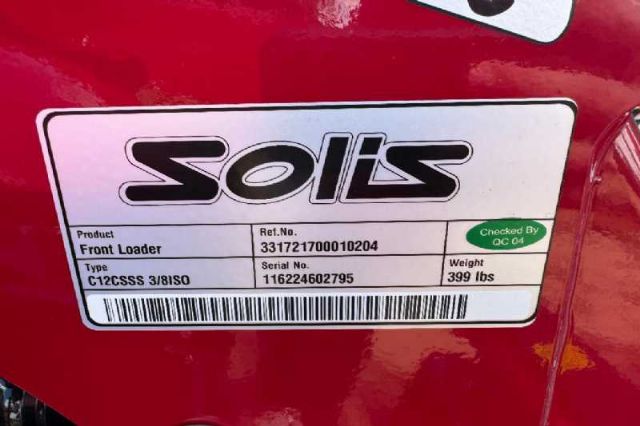 Solis
Product
Front Loader
Ref.No.
331721700010204
Checked By
QC 04
Type
C12CSSS 3/8ISO
Serial No.
116224602795
Weight
399 lbs